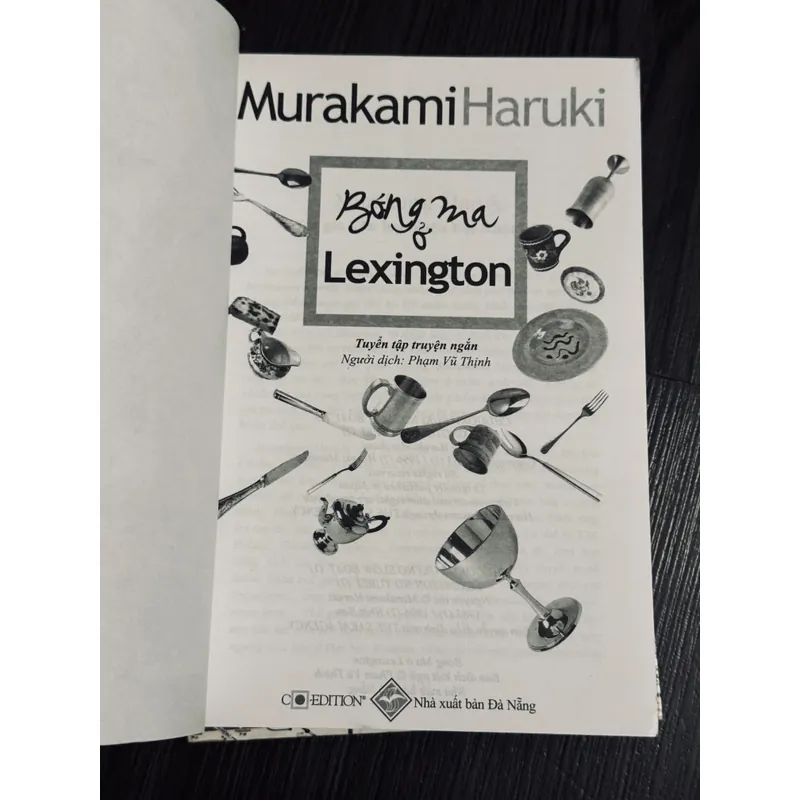 Murakami Haruki
Bóng ma
ở
Lexington
Tuyển tập truyện ngắn
Người dịch: Phạm Vũ Thịnh
CO-EDITION® Nhà xuất bản Đà Nẵng